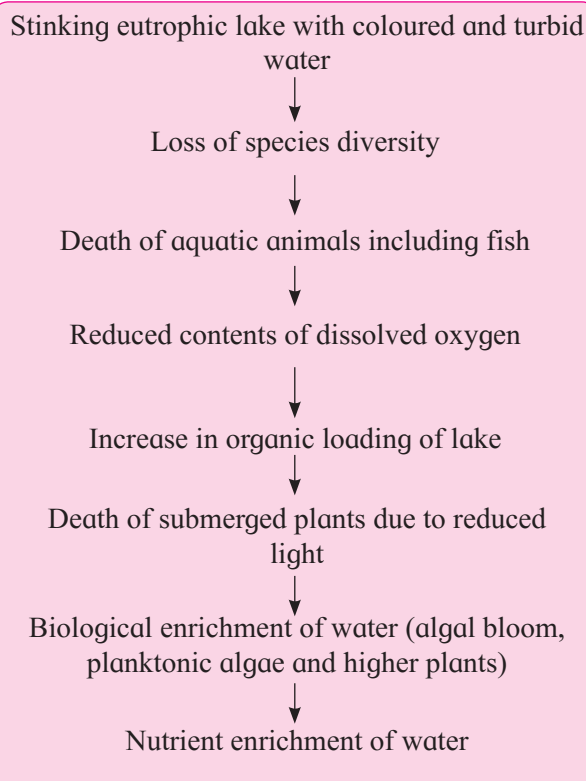 Stinking eutrophic lake with coloured and turbid
water
Loss of species diversity
Death of aquatic animals including fish
Reduced contents of dissolved oxygen
Increase in organic loading of lake
Death of submerged plants due to reduced
light
Biological enrichment of water (algal bloom,
planktonic algae and higher plants)
Nutrient enrichment of water